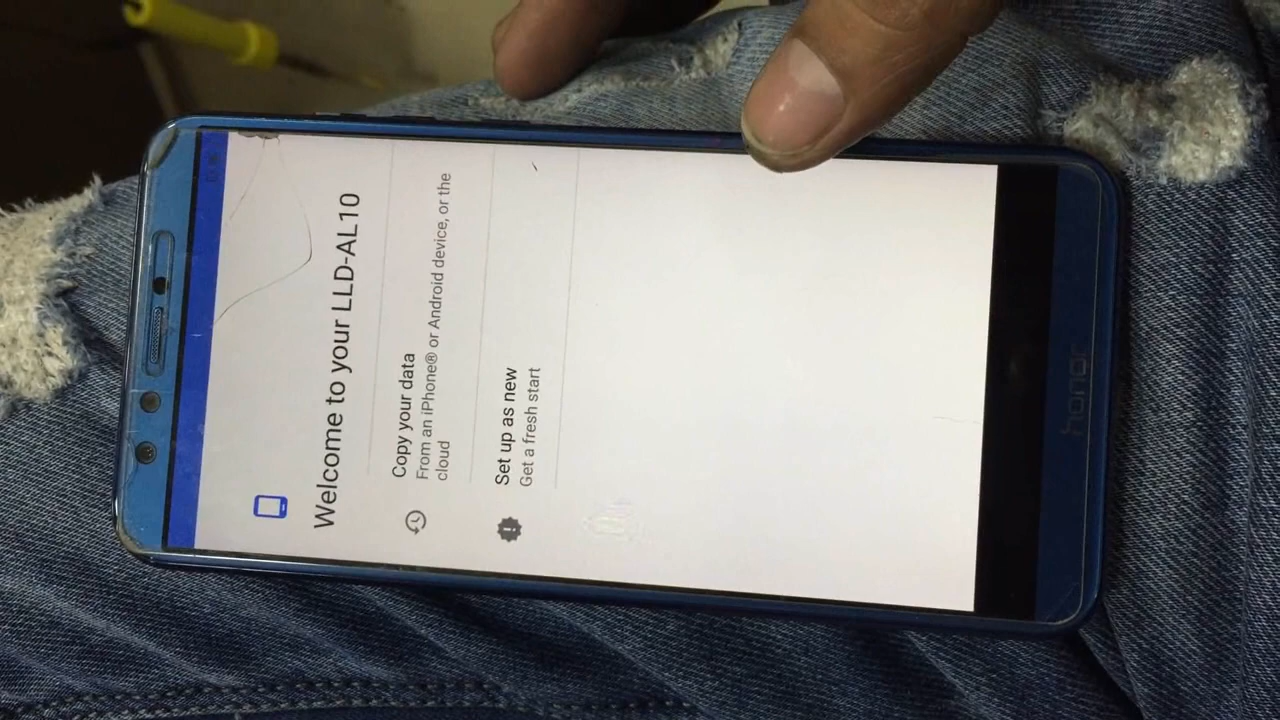 Welcome to your LLD-AL10
Copy your data
From an iPhone® or Android device, or the
cloud
Set up as new
Get a fresh start
honor